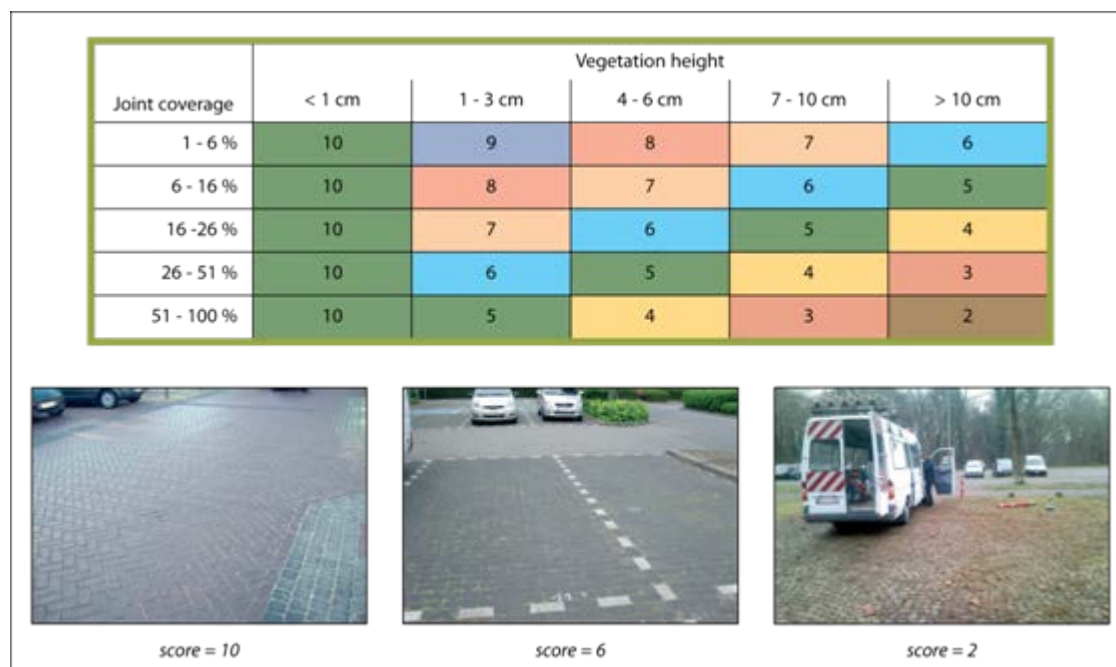 Vegetation height
Joint coverage < 1 cm 1 - 3 cm 4 - 6 cm 7 - 10 cm > 10 cm
1 - 6 % 10 9 8 7 6
6 - 16 % 10 8 7 6 5
16 -26 % 10 7 6 5 4
26 - 51 % 10 6 5 4 3
51 - 100 % 10 5 4 3 2
score = 10 score = 6 score = 2